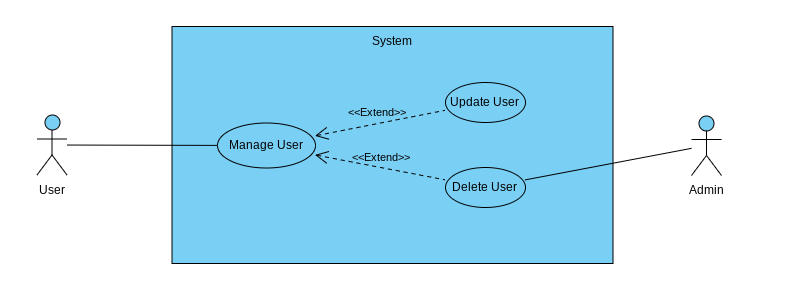 System
<<Extend>>
Update User
Manage User
<<Extend>>
Delete User
User
Admin